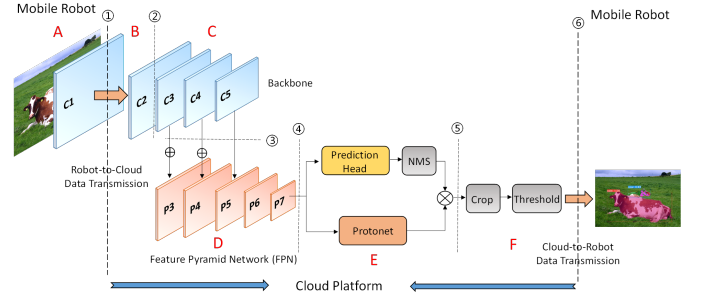 Mobile Robot
Mobile Robot
① ② ⑥
A B C
C1 C2 C3 C4 C5
Backbone
③ ④ ⑤
Robot-to-Cloud
Data Transmission
Prediction
Head
NMS
P3 P4 P5 P6 P7
Crop
Threshold
Protonet
D
E
F
Feature Pyramid Network (FPN)
Cloud-to-Robot
Data Transmission
Cloud Platform